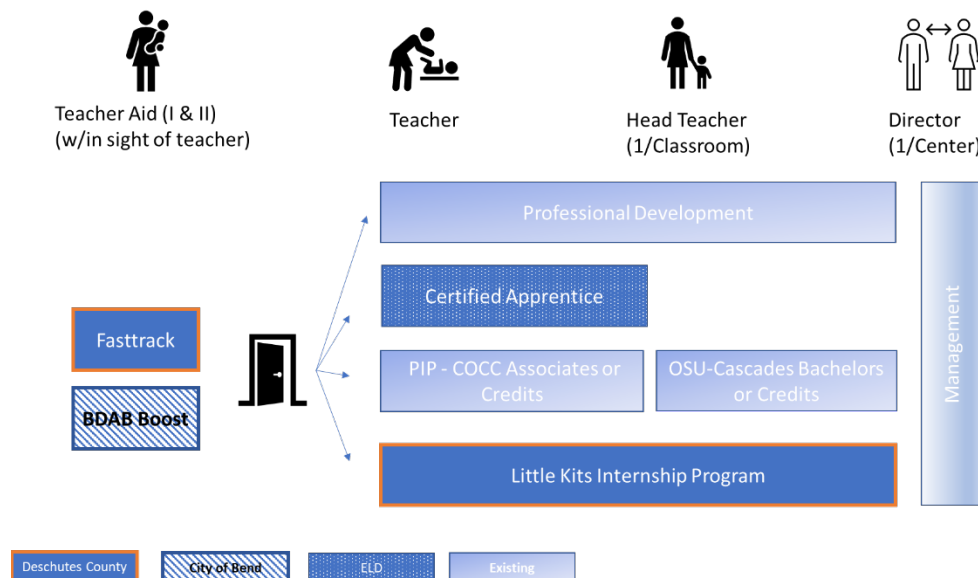 Teacher Aid (I & II)
(w/in sight of teacher)
Teacher
Head Teacher
(1/Classroom)
Director
(1/Center)
Professional Development
Certified Apprentice
Fasttrack
PIP - COCC Associates or
Credits
OSU-Cascades Bachelors
or Credits
Management
BDAB Boost
Little Kits Internship Program
Deschutes County
City of Bend
ELD
Existing